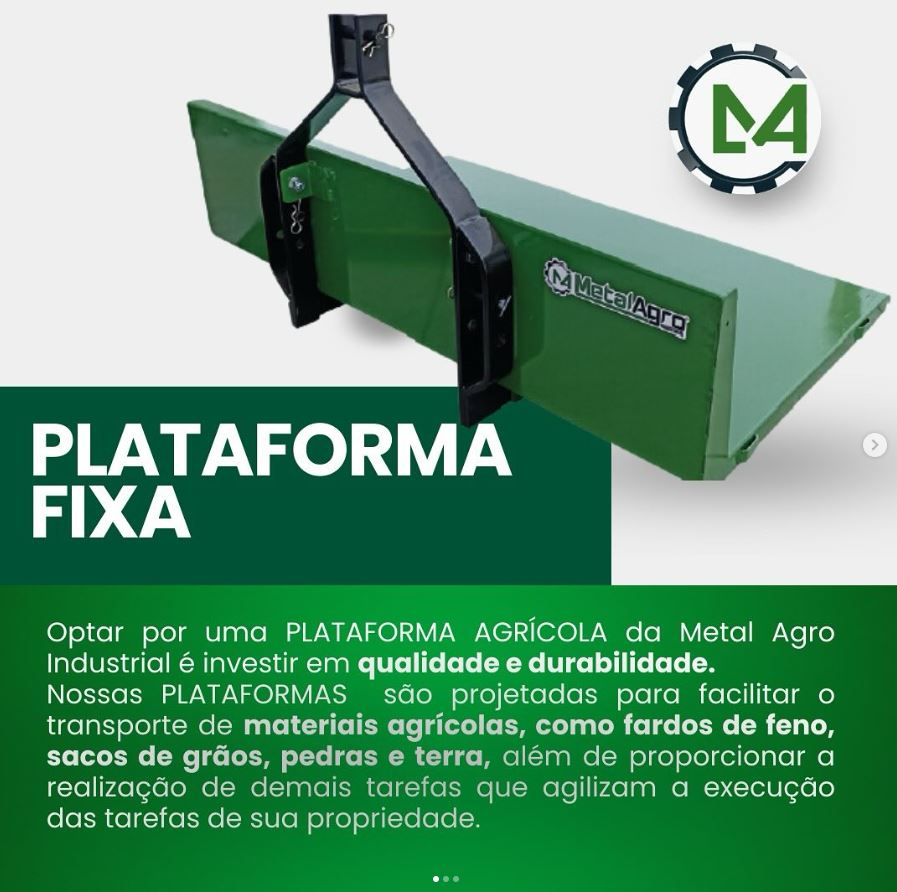 MA
MetalAgro
PLATAFORMA
FIXA
Optar por uma PLATAFORMA AGRÍCOLA da Metal Agro
Industrial é investir em qualidade e durabilidade.
Nossas PLATAFORMAS são projetadas para facilitar o
transporte de materiais agrícolas, como fardos de feno,
sacos de grãos, pedras e terra, além de proporcionar a
realização de demais tarefas que agilizam a execução
das tarefas de sua propriedade.